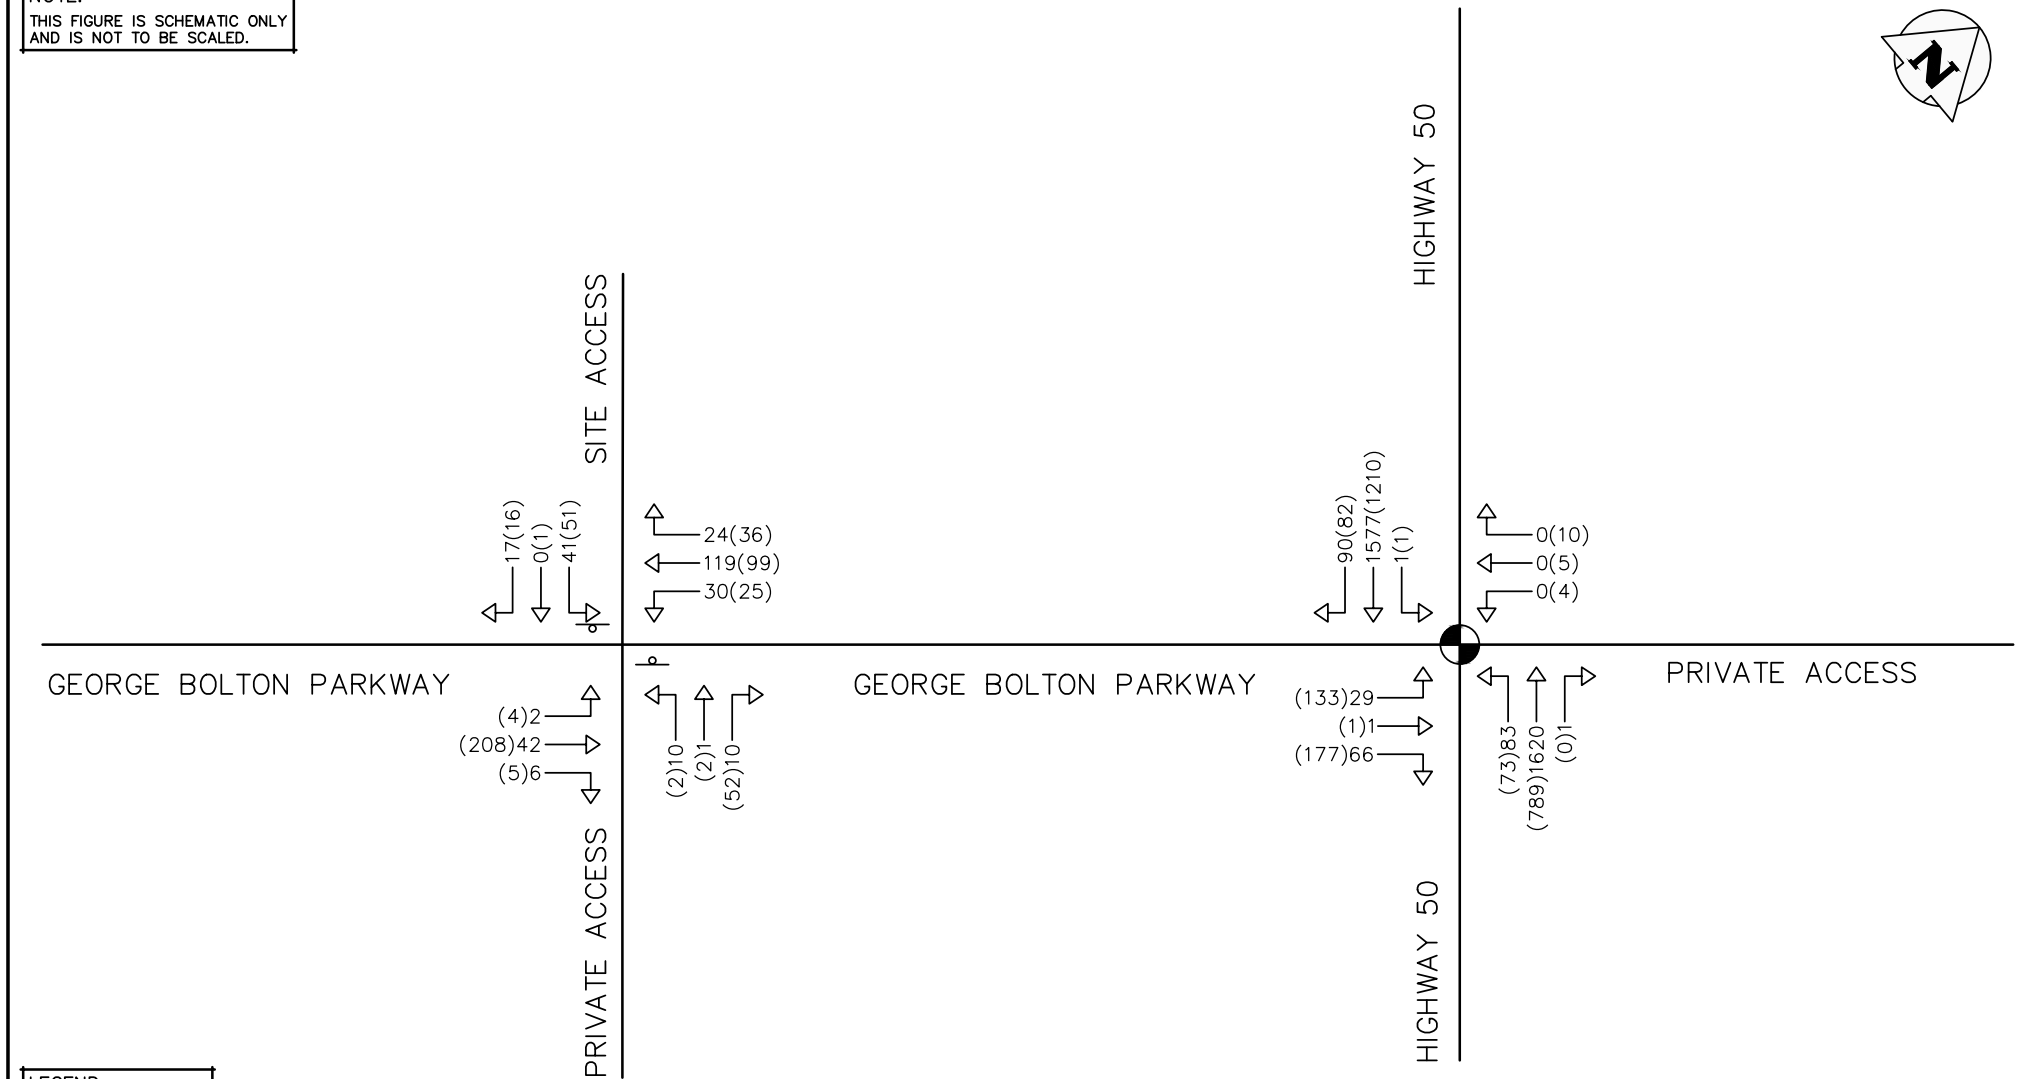 NOTE:
THIS FIGURE IS SCHEMATIC ONLY
AND IS NOT TO BE SCALED.
N
HIGHWAY 50
SITE ACCESS
17(16)
0(1)
41(51)
24(36)
119(99)
30(25)
90(82)
1577(1210)
1(1)
0(10)
0(5)
0(4)
GEORGE BOLTON PARKWAY
GEORGE BOLTON PARKWAY
PRIVATE ACCESS
(4)2
(208)42
(5)6
(2)10
(2)1
(52)10
(133)29
(1)1
(177)66
(73)83
(789)1620
(0)1
PRIVATE ACCESS
HIGHWAY 50
LEGEND